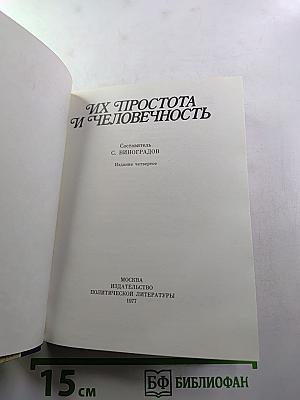 ИХ ПРОСТОТА
И ЧЕЛОВЕЧНОСТЬ
Составитель
С. ВИНОГРАДОВ
Издание четвертое
МОСКВА
ИЗДАТЕЛЬСТВО
ПОЛИТИЧЕСКОЙ ЛИТЕРАТУРЫ
1977
15 см
БФ БИБЛИОФАН